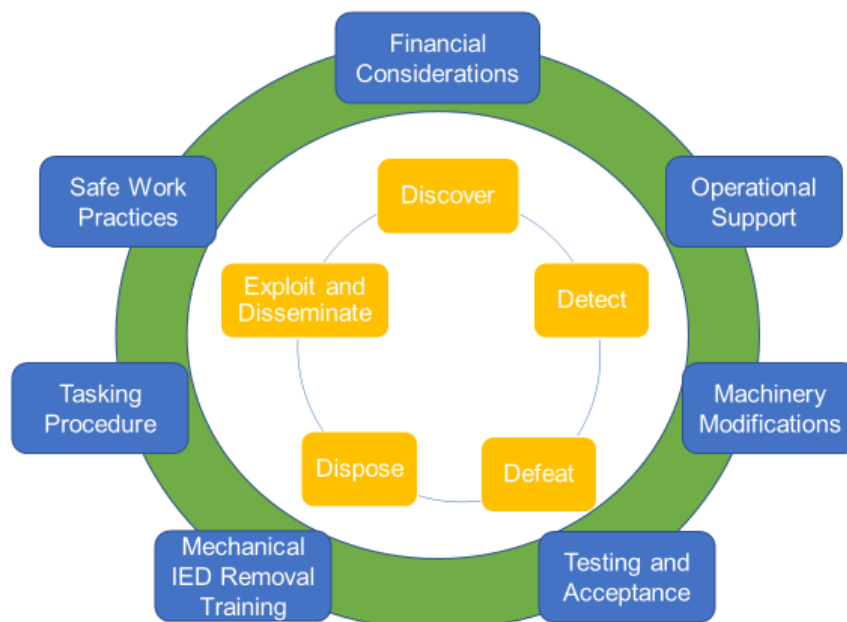 Financial
Considerations
Safe Work
Practices
Operational
Support
Discover
Exploit and
Disseminate
Detect
Tasking
Procedure
Machinery
Modifications
Dispose
Defeat
Mechanical
IED Removal
Training
Testing and
Acceptance